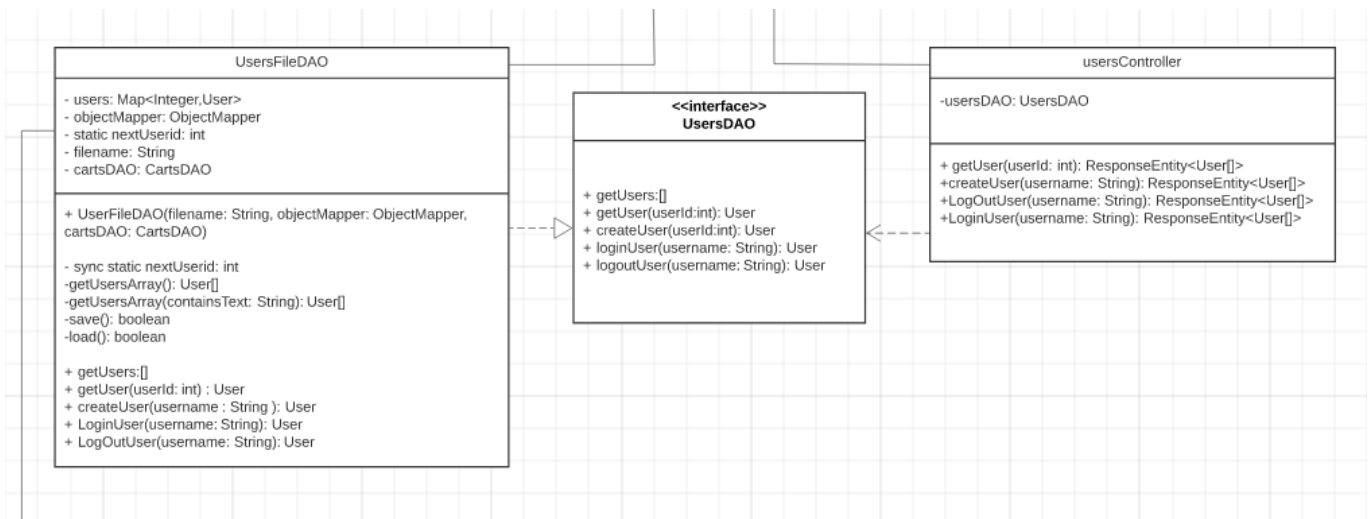 UsersFileDAO
- users: Map<Integer,User>
- objectMapper: ObjectMapper
- static nextUserid: int
- filename: String
- cartsDAO: CartsDAO
+ UserFileDAO(filename: String, objectMapper: ObjectMapper,
cartsDAO: CartsDAO)
- sync static nextUserid: int
-getUsersArray(): User[]
-getUsersArray(containsText: String): User[]
-save(): boolean
-load(): boolean
+ getUsers:[]
+ getUser(userId: int) : User
+ createUser(username : String ): User
+ LoginUser(username: String): User
+ LogOutUser(username: String): User
<<interface>>
UsersDAO
+ getUsers:[]
+ getUser(userId:int): User
+ createUser(userId:int): User
+ loginUser(username: String): User
+ logoutUser(username: String): User
usersController
-usersDAO: UsersDAO
+ getUser(userId: int): ResponseEntity<User[]>
+createUser(username: String): ResponseEntity<User[]>
+LogOutUser(username: String): ResponseEntity<User[]>
+LoginUser(username: String): ResponseEntity<User[]>